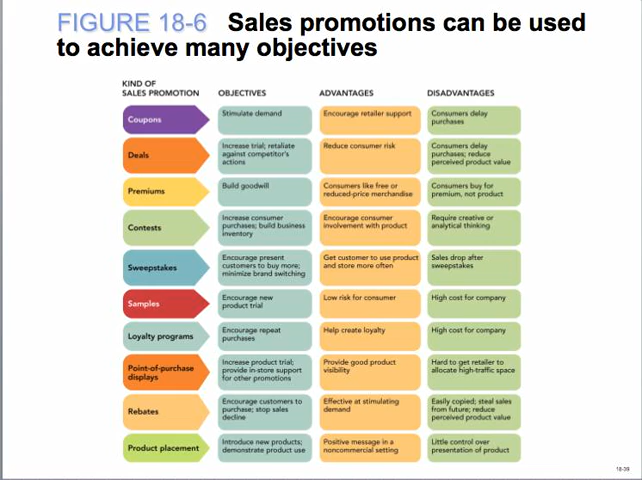 FIGURE 18-6 Sales promotions can be used
to achieve many objectives
KIND OF
SALES PROMOTION OBJECTIVES ADVANTAGES DISADVANTAGES
Coupons
Stimulate demand
Encourage retailer support
Consumers delay
purchases
Deals
Increase trial; retaliate
against competitor's
actions
Reduce consumer risk
Consumers delay
purchases; reduce
perceived product value
Premiums
Build goodwill
Consumers like free or
reduced-price merchandise
Consumers buy for
premium, not product
Contests
Increase consumer
purchases; build business
inventory
Encourage consumer
involvement with product
Require creative or
analytical thinking
Sweepstakes
Encourage present
customers to buy more;
minimize brand switching
Get customer to use product
and store more often
Sales drop after
sweepstakes
Samples
Encourage new
product trial
Low risk for consumer
High cost for company
Loyalty programs
Encourage repeat
purchases
Help create loyalty
High cost for company
Point-of-purchase
displays
Increase product trial;
provide in-store support
for other promotions
Provide good product
visibility
Hard to get retailer to
allocate high-traffic space
Rebates
Encourage customers to
purchase; stop sales
decline
Effective at stimulating
demand
Easily copied; steal sales
from future; reduce
perceived product value
Product placement
Introduce new products;
demonstrate product use
Positive message in a
noncommercial setting
Little control over
presentation of product
18-39